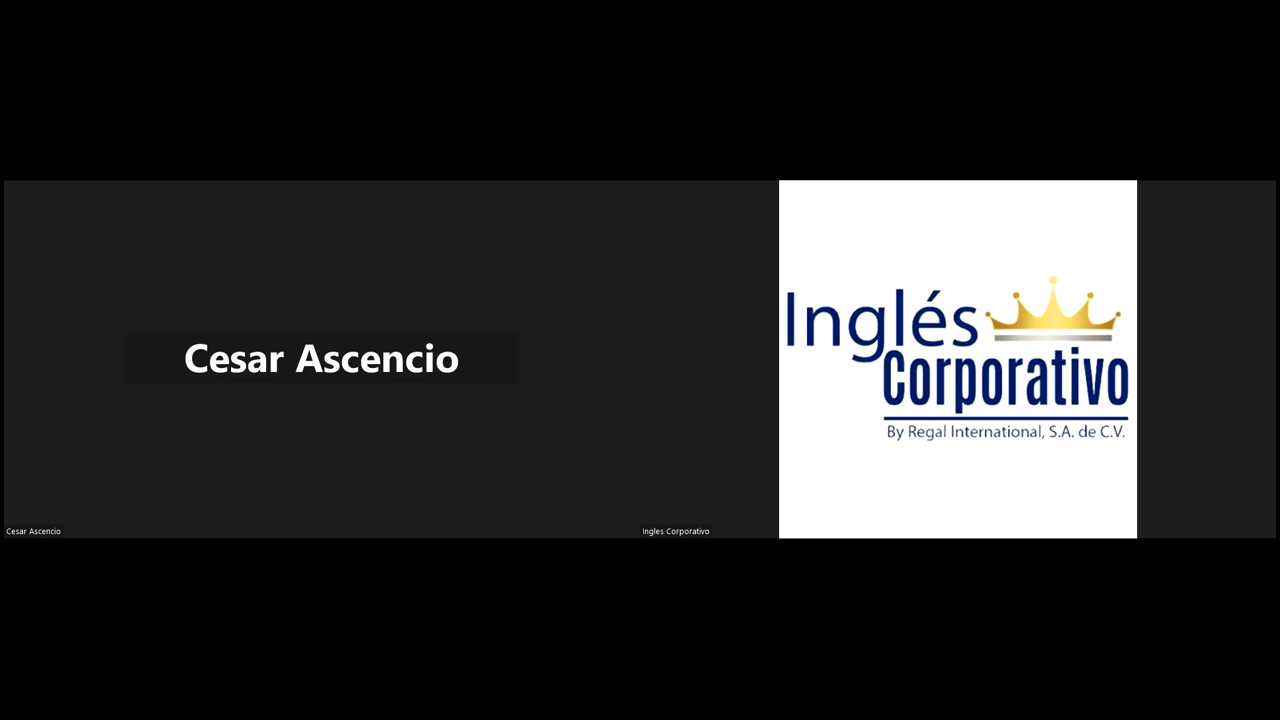 Cesar Ascencio
Cesar Ascencio
Inglés
Corporativo
By Regal International, S.A. de C.V.
Ingles Corporativo